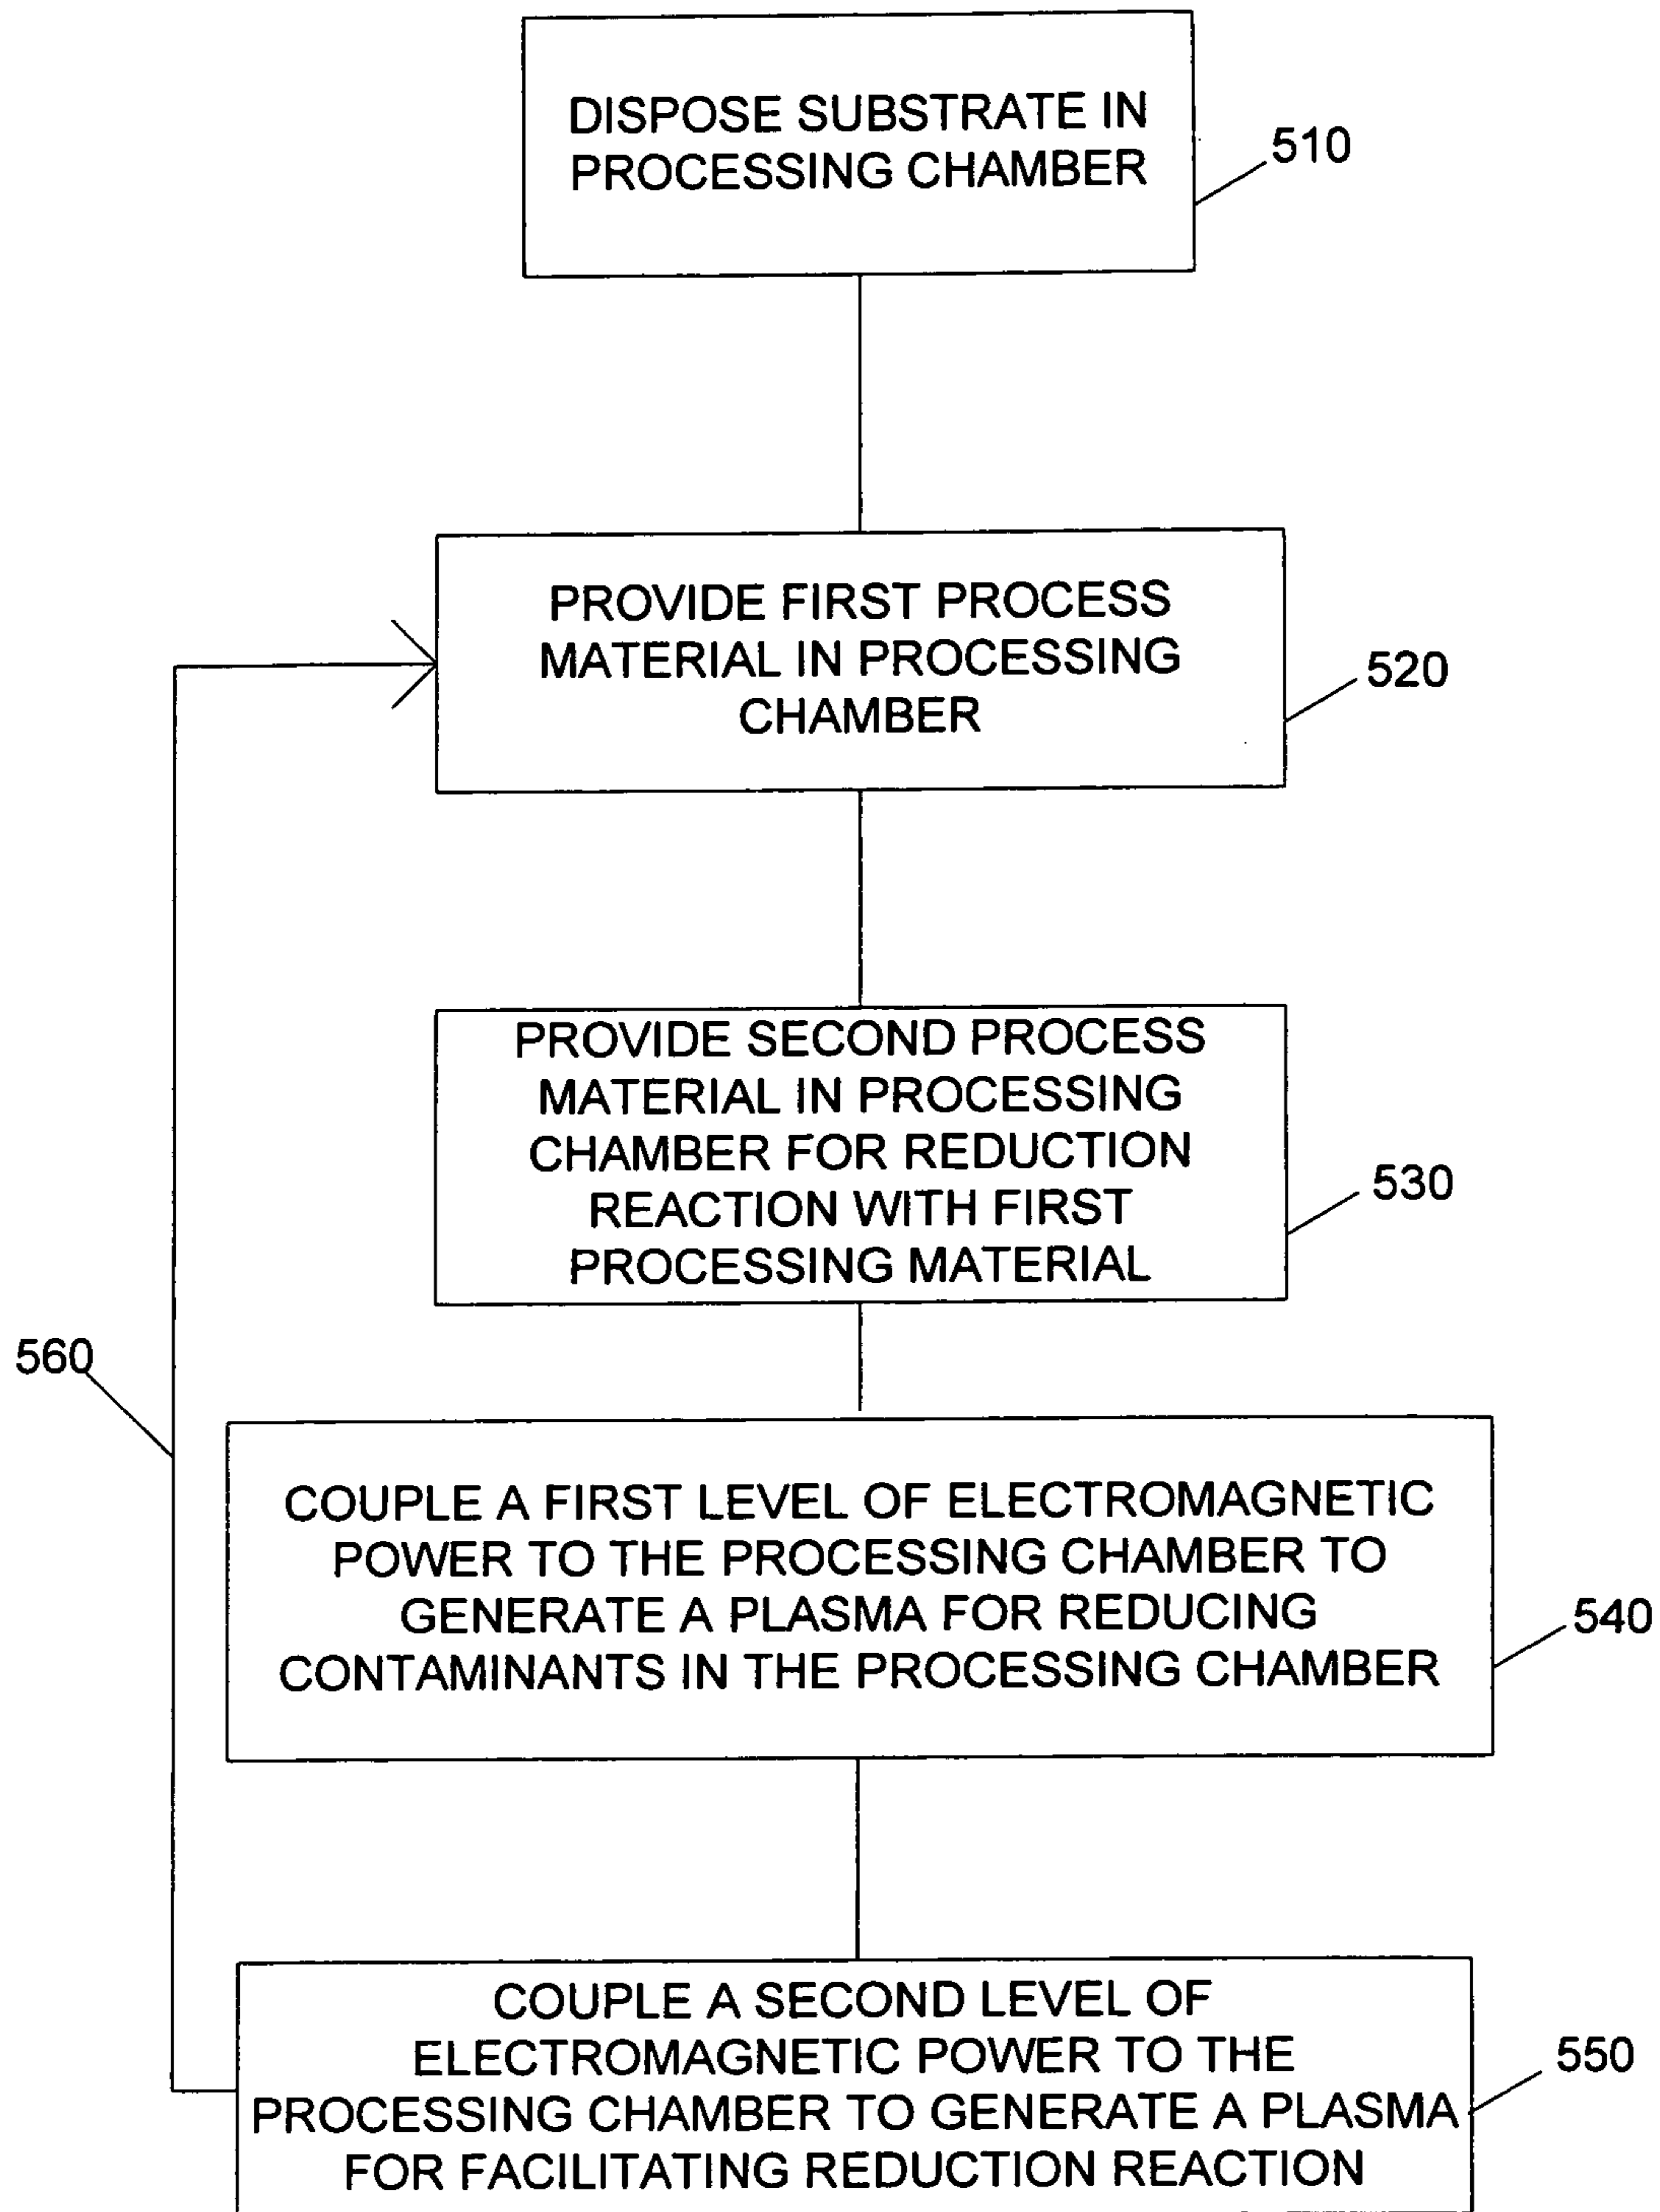 DISPOSE SUBSTRATE IN
PROCESSING CHAMBER
510
PROVIDE FIRST PROCESS
MATERIAL IN PROCESSING
CHAMBER
520
PROVIDE SECOND PROCESS
MATERIAL IN PROCESSING
CHAMBER FOR REDUCTION
REACTION WITH FIRST
PROCESSING MATERIAL
530
560
COUPLE A FIRST LEVEL OF ELECTROMAGNETIC
POWER TO THE PROCESSING CHAMBER TO
GENERATE A PLASMA FOR REDUCING
CONTAMINANTS IN THE PROCESSING CHAMBER
540
COUPLE A SECOND LEVEL OF
ELECTROMAGNETIC POWER TO THE
PROCESSING CHAMBER TO GENERATE A PLASMA
FOR FACILITATING REDUCTION REACTION
550